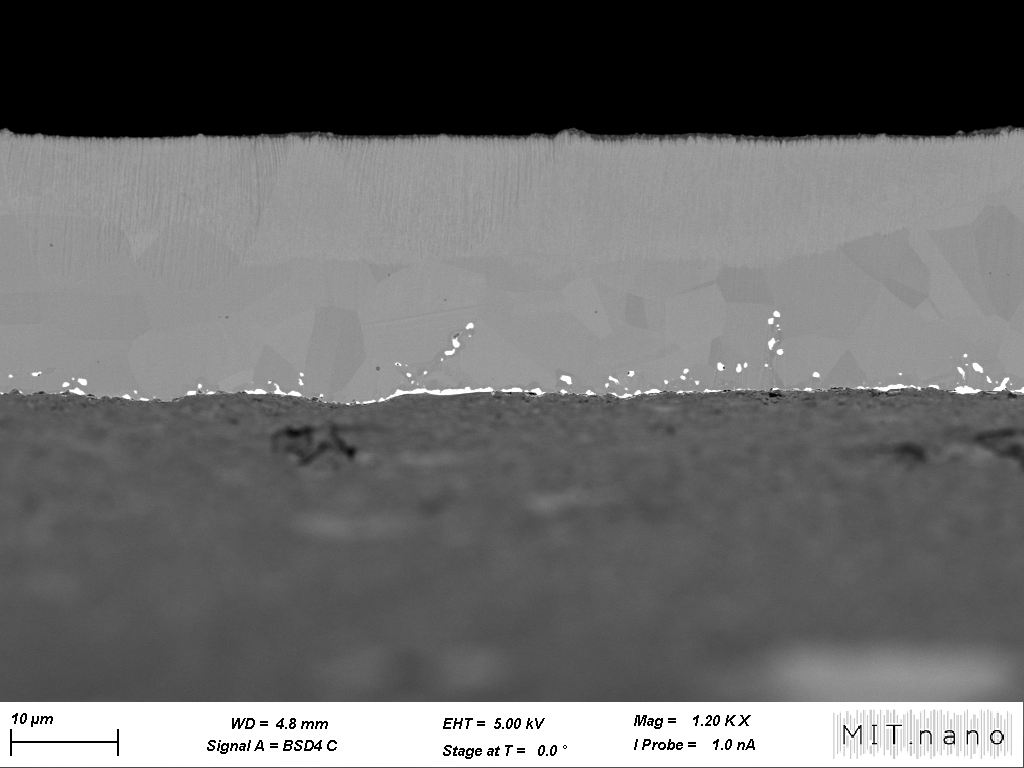 10 µm
WD = 4.8 mm
Signal A = BSD4 C
EHT = 5.00 kV
Stage at T = 0.0 °
Mag = 1.20 K X
I Probe = 1.0 nA
MIT.nano